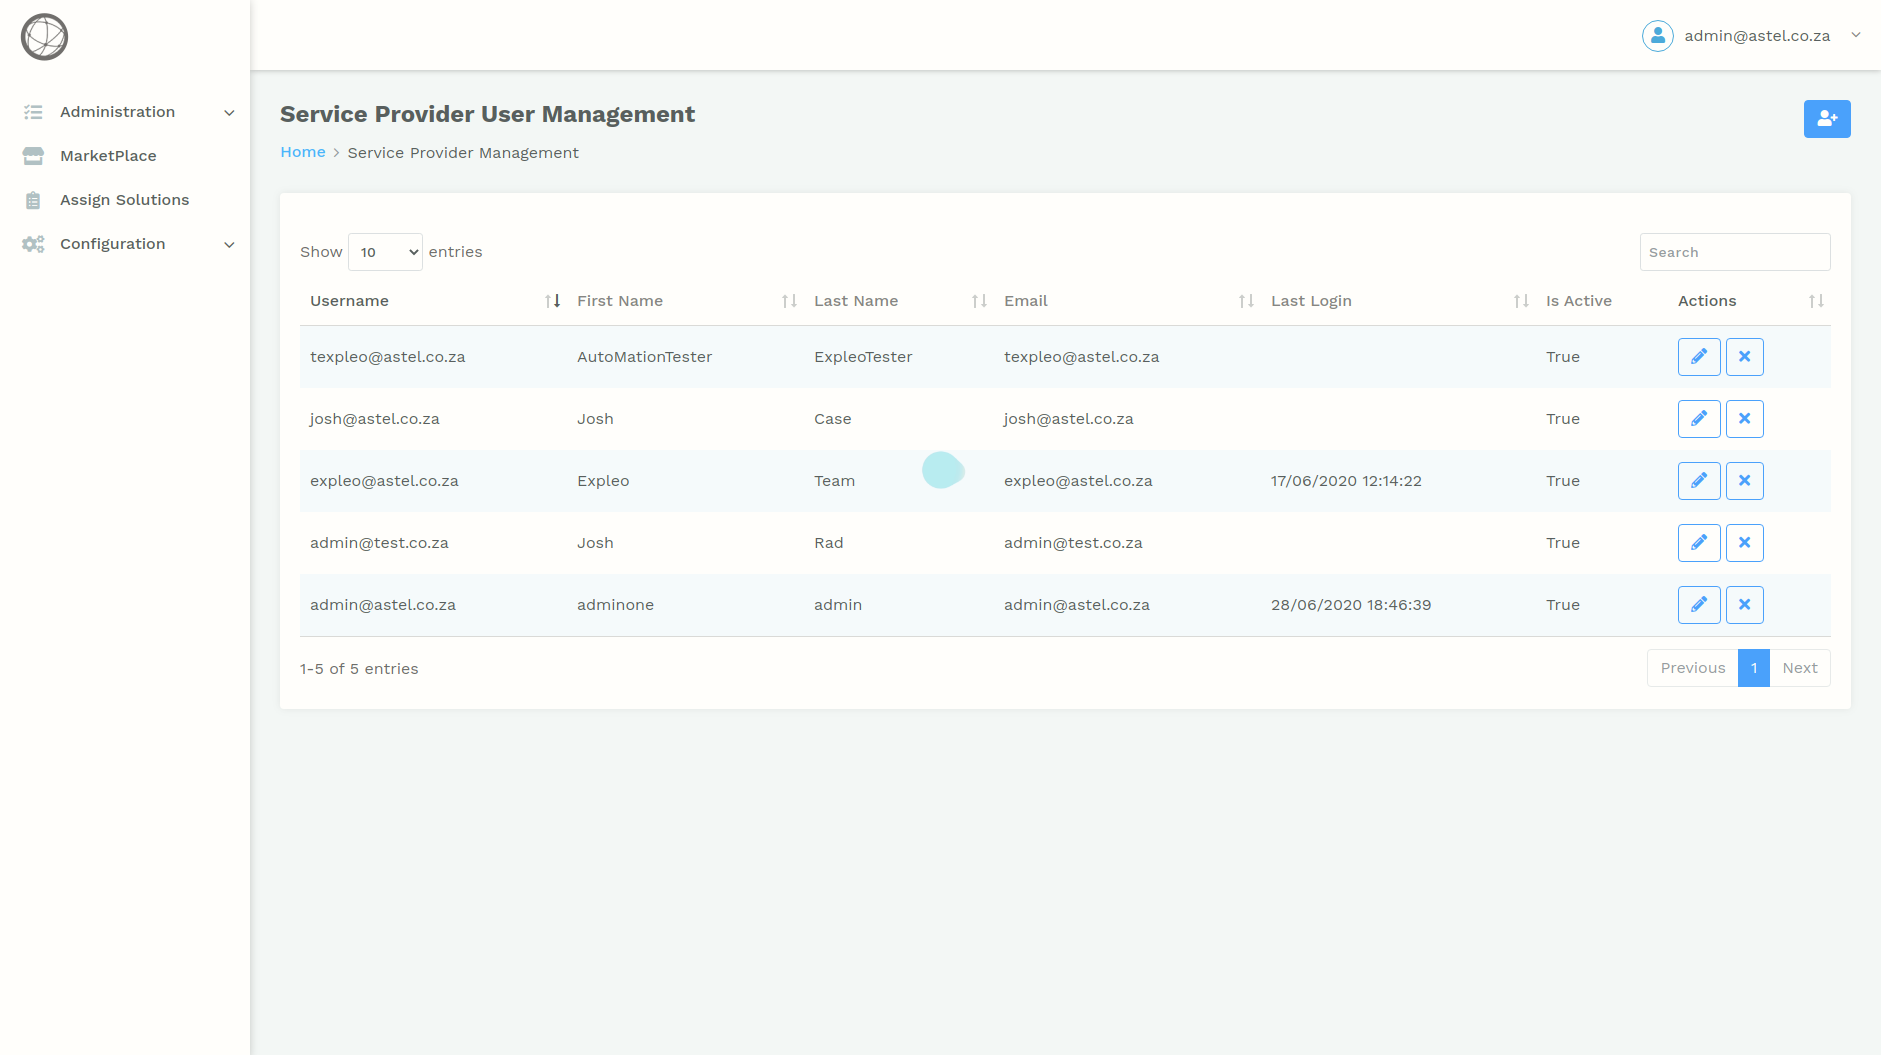 admin@astel.co.za
Administration
MarketPlace
Assign Solutions
Configuration
Service Provider User Management
Home > Service Provider Management
Show 10 entries
Search
Username First Name Last Name Email Last Login Is Active Actions
texpleo@astel.co.za AutoMationTester ExpleoTester texpleo@astel.co.za True
josh@astel.co.za Josh Case josh@astel.co.za True
expleo@astel.co.za Expleo Team expleo@astel.co.za 17/06/2020 12:14:22 True
admin@test.co.za Josh Rad admin@test.co.za True
admin@astel.co.za adminone admin admin@astel.co.za 28/06/2020 18:46:39 True
1-5 of 5 entries
Previous 1 Next